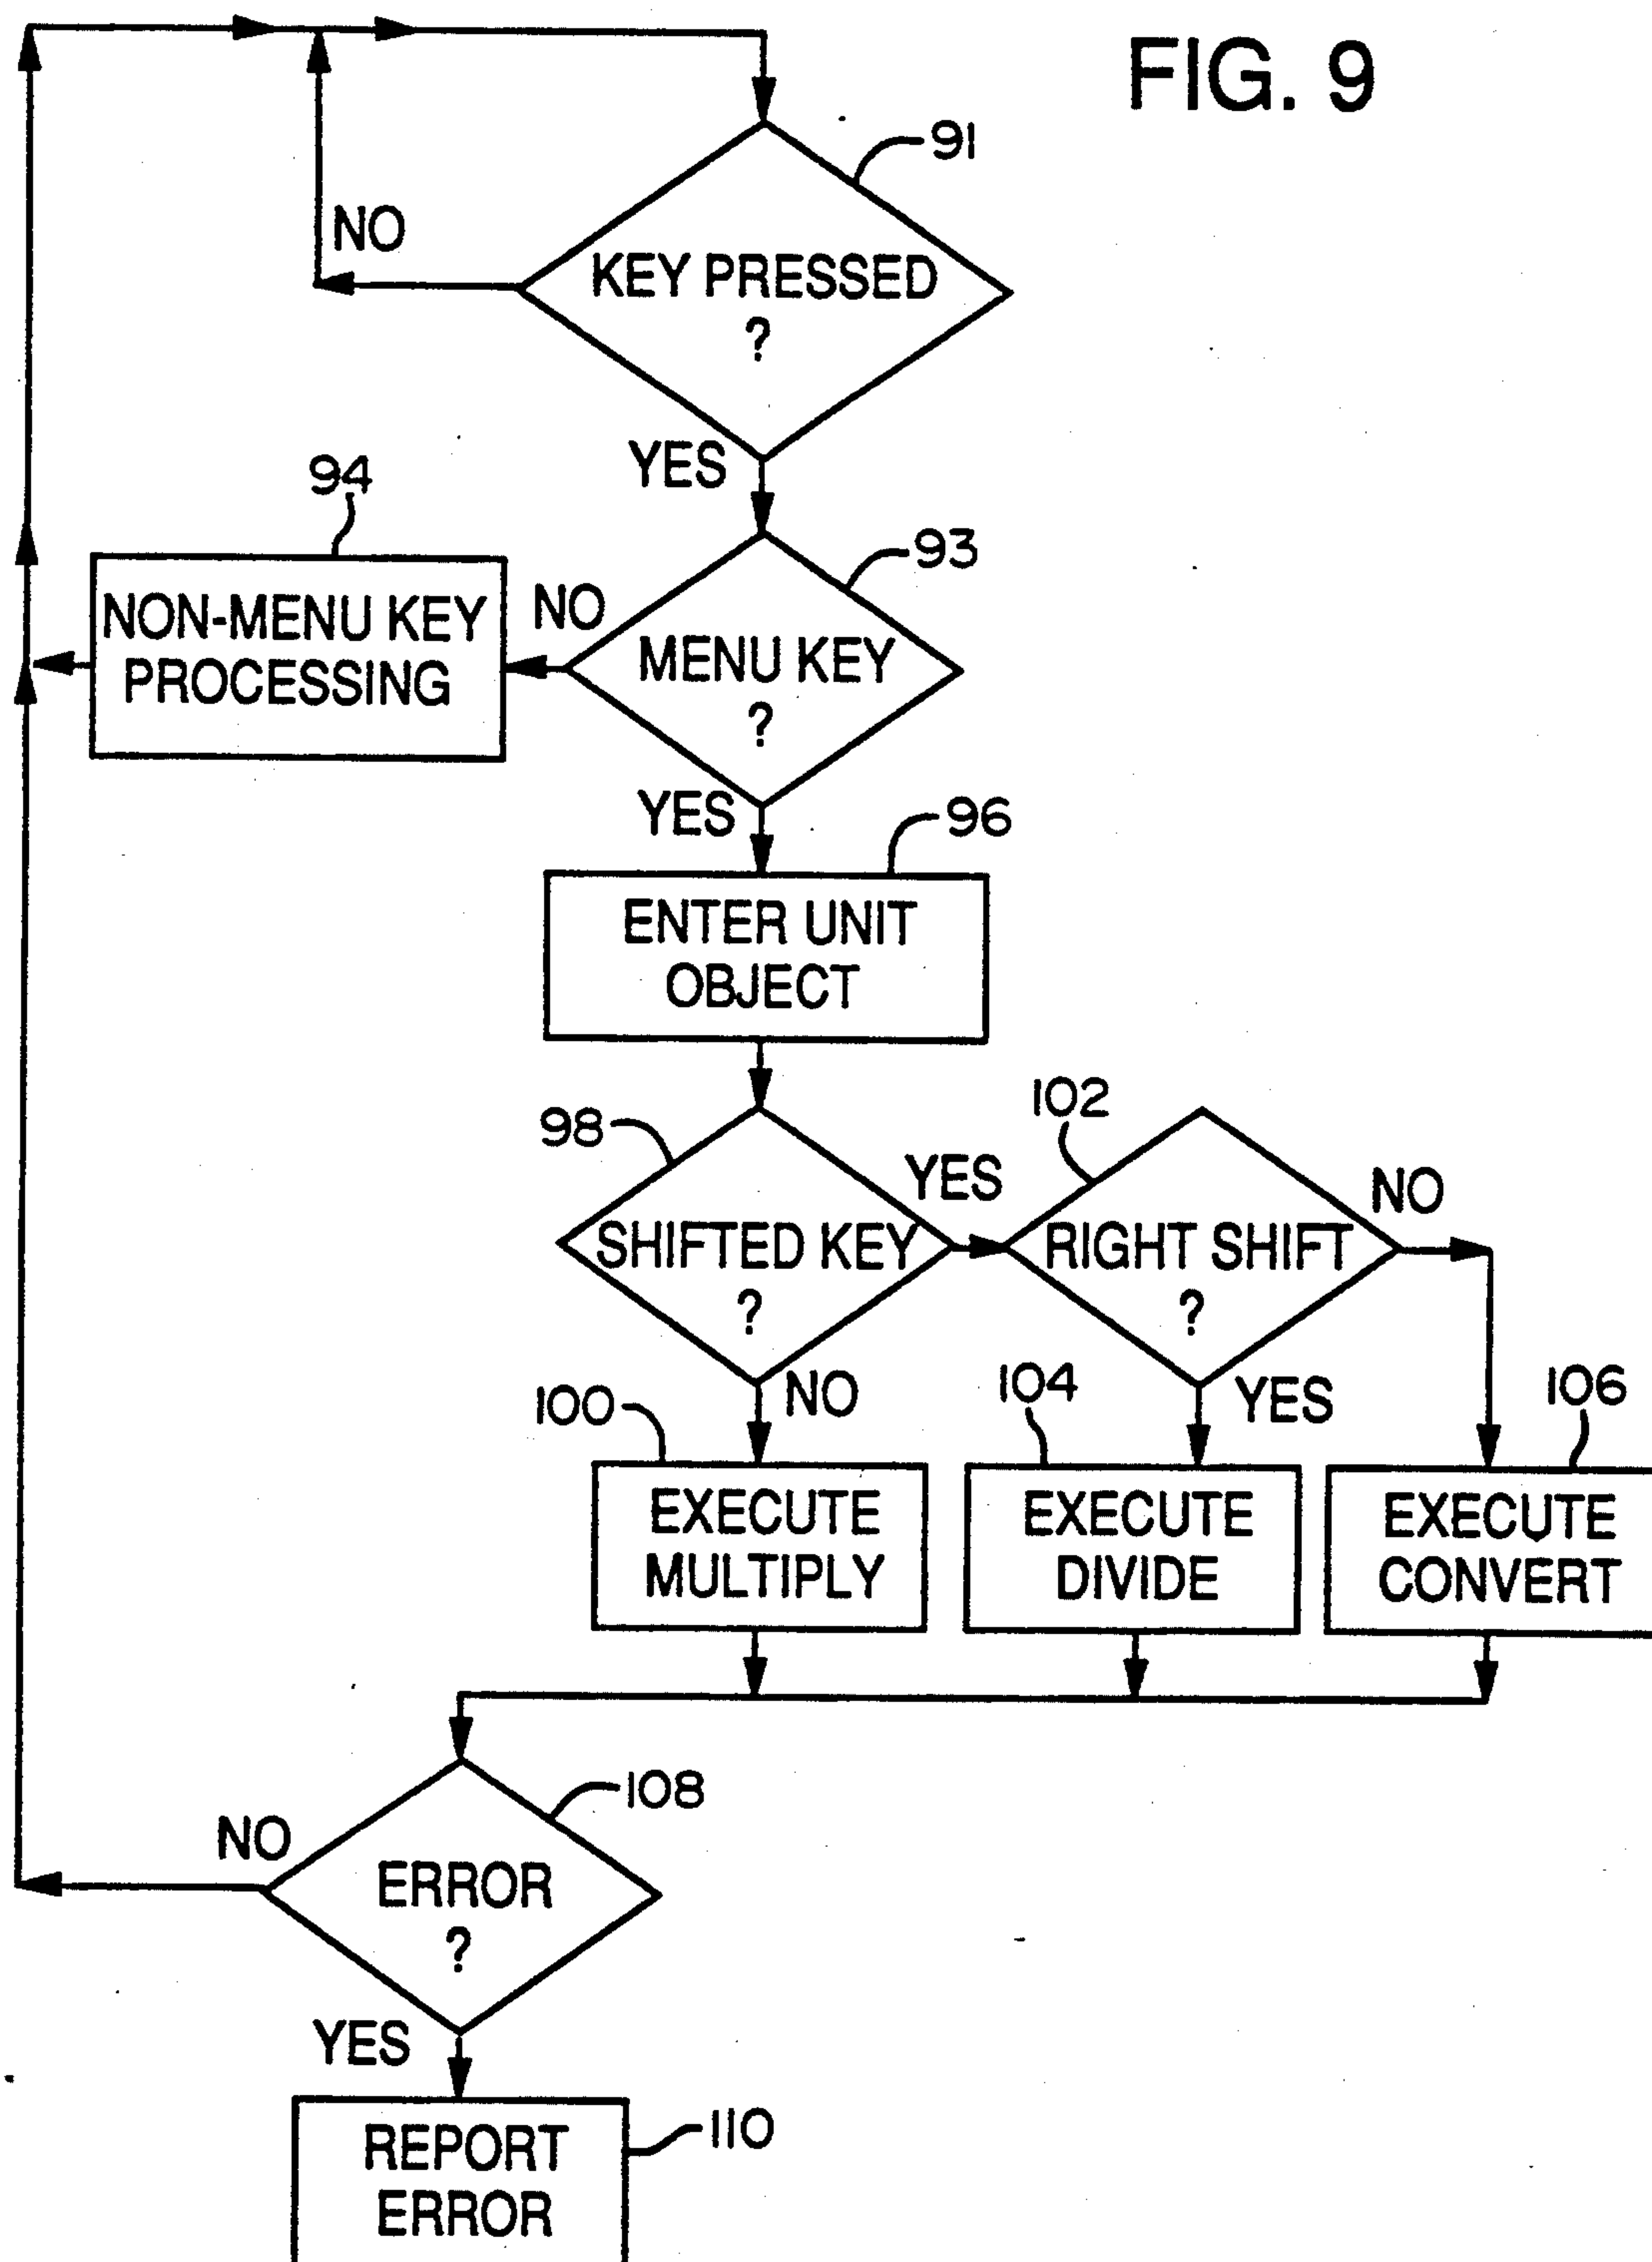 FIG. 9
91
NO
KEY PRESSED
?
YES
94
93
NON-MENU KEY
PROCESSING
NO
MENU KEY
?
YES
96
ENTER UNIT
OBJECT
98
YES
102
NO
SHIFTED KEY
?
RIGHT SHIFT
?
100
NO
104
YES
106
EXECUTE
MULTIPLY
EXECUTE
DIVIDE
EXECUTE
CONVERT
108
NO
ERROR
?
YES
REPORT
ERROR
110